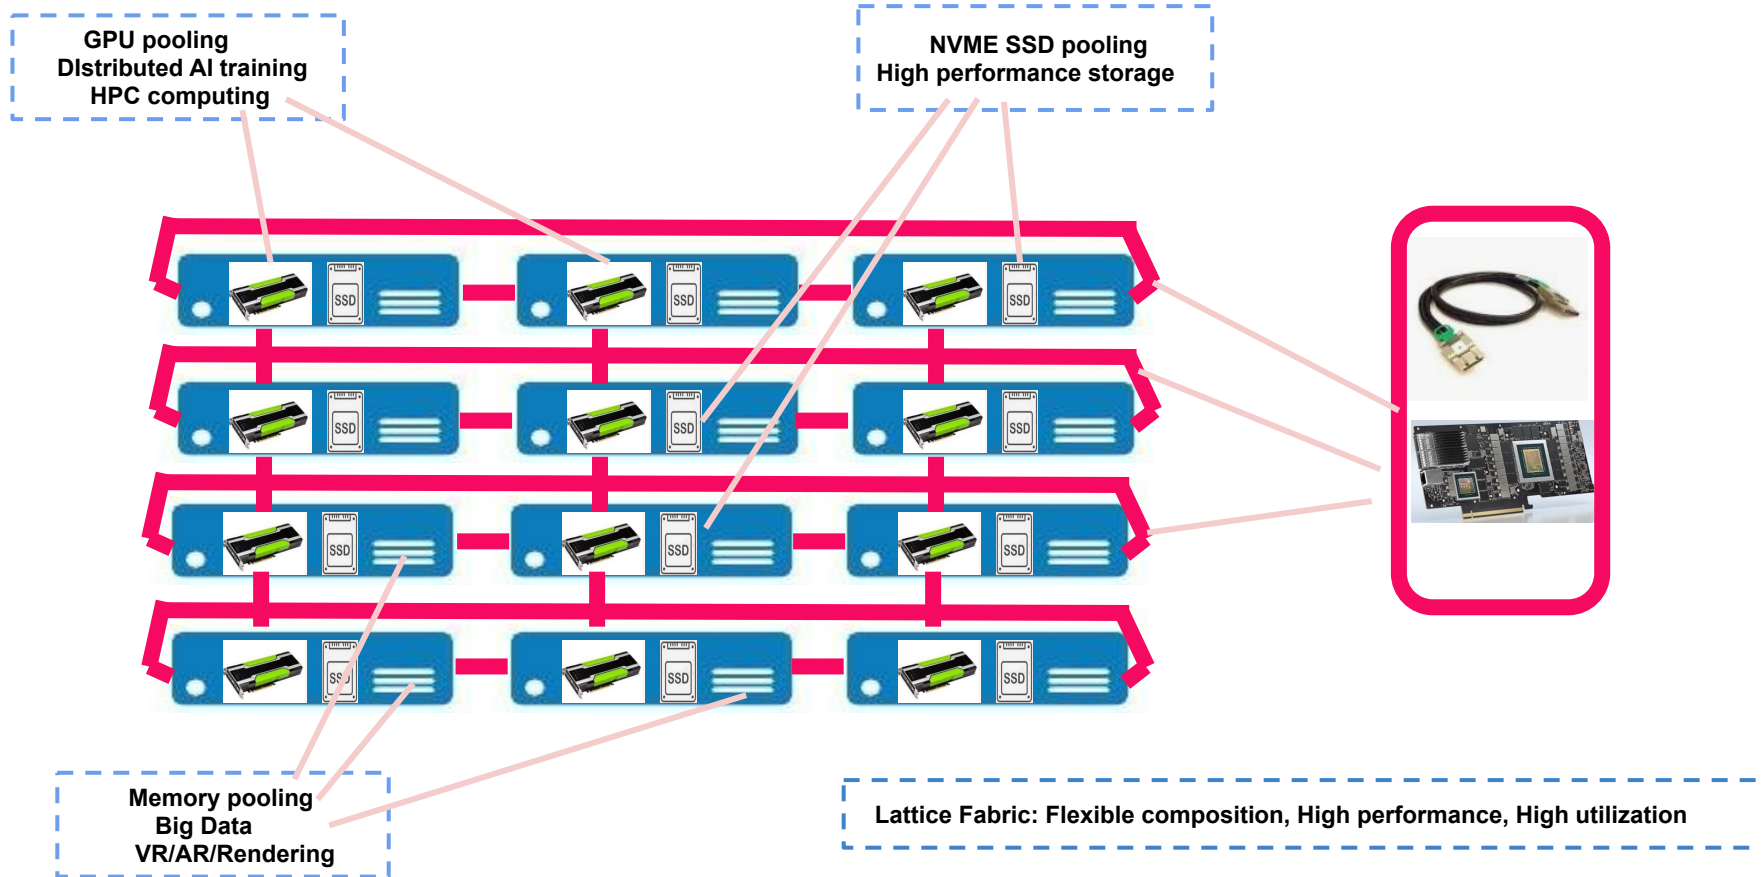 GPU pooling
DIstributed AI training
HPC computing
NVME SSD pooling
High performance storage
SSD
SSD
SSD
SSD
SSD
SSD
SSD
SSD
SSD
SSD
SSD
SSD
Memory pooling
Big Data
VR/AR/Rendering
Lattice Fabric: Flexible composition, High performance, High utilization